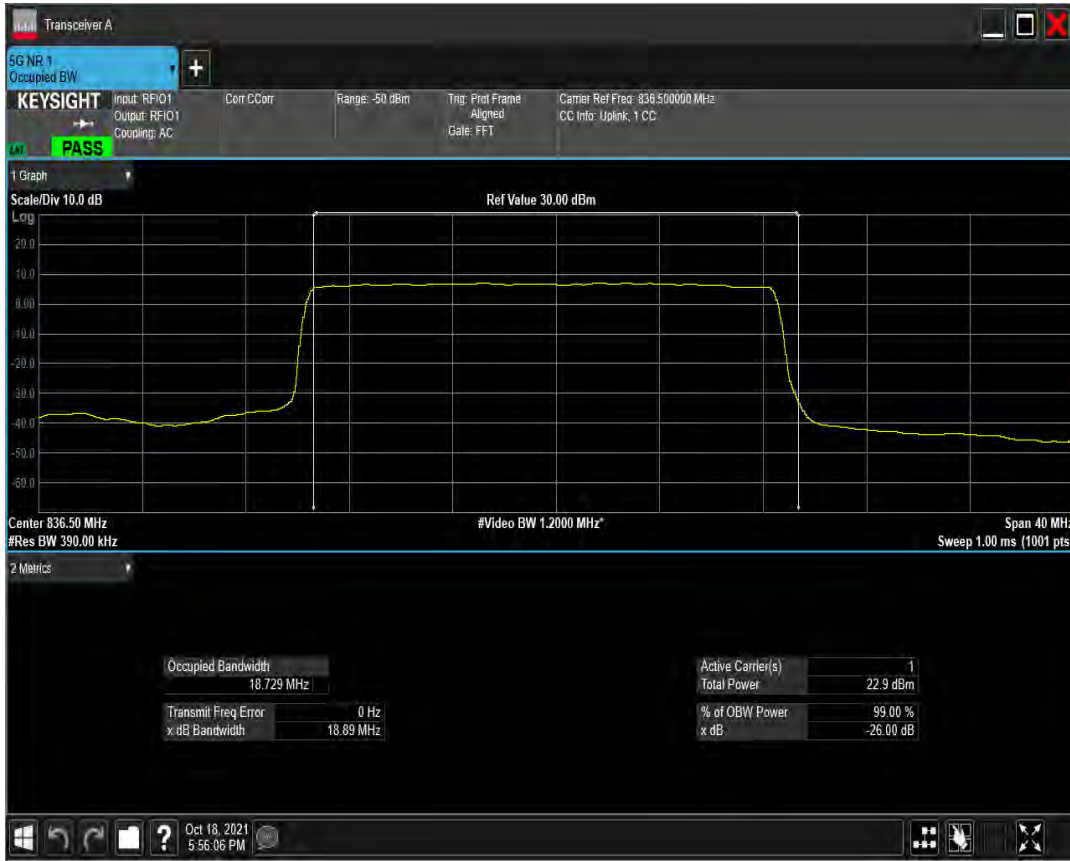 Transceiver A
5G NR 1
Occupied BW
+
KEYSIGHT
PASS
Input: RFIO1
Output: RFIO1
Coupling: AC
Corr CCorr
Range: -50 dBm
Trig: Prot Frame
Aligned
Gate: FFT
Carrier Ref Freq: 836.500000 MHz
CC Info: Uplink, 1 CC
1 Graph
Scale/Div 10.0 dB
Ref Value 30.00 dBm
Log
20.0
10.0
0.00
-10.0
-20.0
-30.0
-40.0
-50.0
-60.0
Center 836.50 MHz
#Video BW 1.2000 MHz*
Span 40 MHz
#Res BW 390.00 kHz
Sweep 1.00 ms (1001 pts
2 Metrics
Occupied Bandwidth
18.729 MHz
Transmit Freq Error 0 Hz
x dB Bandwidth 18.89 MHz
Active Carrier(s) 1
Total Power 22.9 dBm
% of OBW Power 99.00 %
x dB -26.00 dB
?
Oct 18, 2021
5:56:06 PM